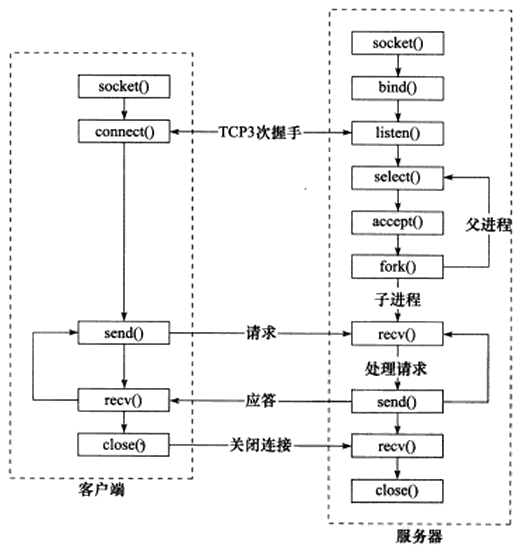 socket()
bind()
listen()
select()
accept()
fork()
父进程
子进程
recv()
处理请求
send()
recv()
close()
服务器
socket()
connect()
TCP3次握手
send()
请求
recv()
应答
close()
关闭连接
客户端